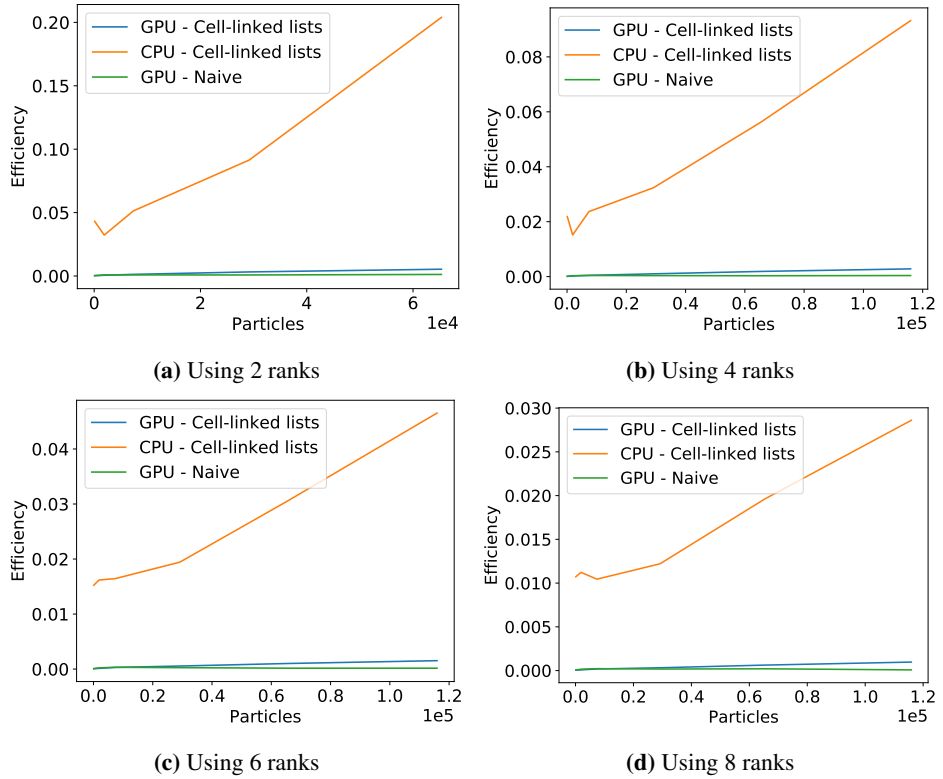 GPU - Cell-linked lists
CPU - Cell-linked lists
GPU - Naive
Efficiency
0.20
0.15
0.10
0.05
0.00
0 2 4 6
Particles 1e4
(a) Using 2 ranks
GPU - Cell-linked lists
CPU - Cell-linked lists
GPU - Naive
Efficiency
0.08
0.06
0.04
0.02
0.00
0.0 0.2 0.4 0.6 0.8 1.0 1.2
Particles 1e5
(b) Using 4 ranks
GPU - Cell-linked lists
CPU - Cell-linked lists
GPU - Naive
Efficiency
0.04
0.03
0.02
0.01
0.00
0.0 0.2 0.4 0.6 0.8 1.0 1.2
Particles 1e5
(c) Using 6 ranks
GPU - Cell-linked lists
CPU - Cell-linked lists
GPU - Naive
Efficiency
0.030
0.025
0.020
0.015
0.010
0.005
0.000
0.0 0.2 0.4 0.6 0.8 1.0 1.2
Particles 1e5
(d) Using 8 ranks